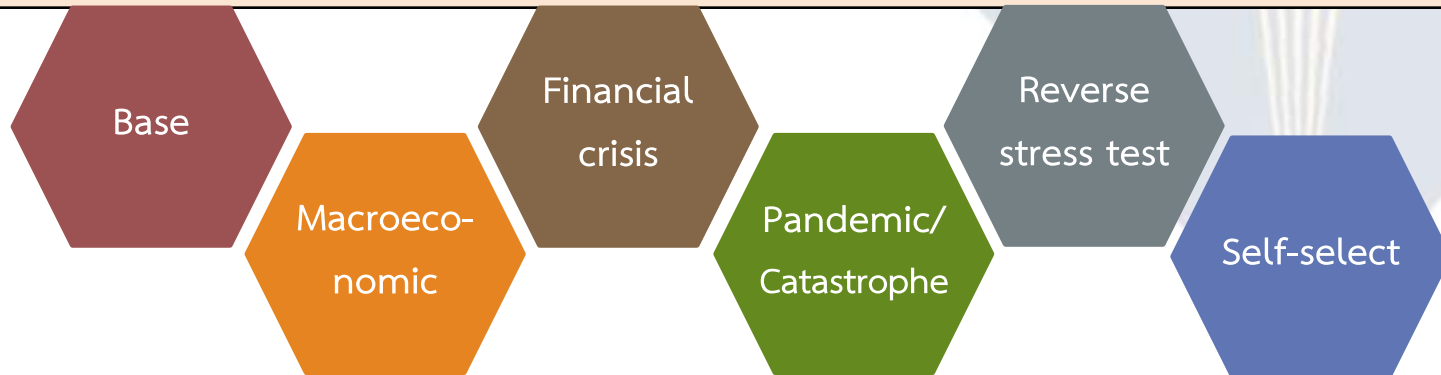 Base
Macroeco-
nomic
Financial
crisis
Pandemic/
Catastrophe
Reverse
stress test
Self-select